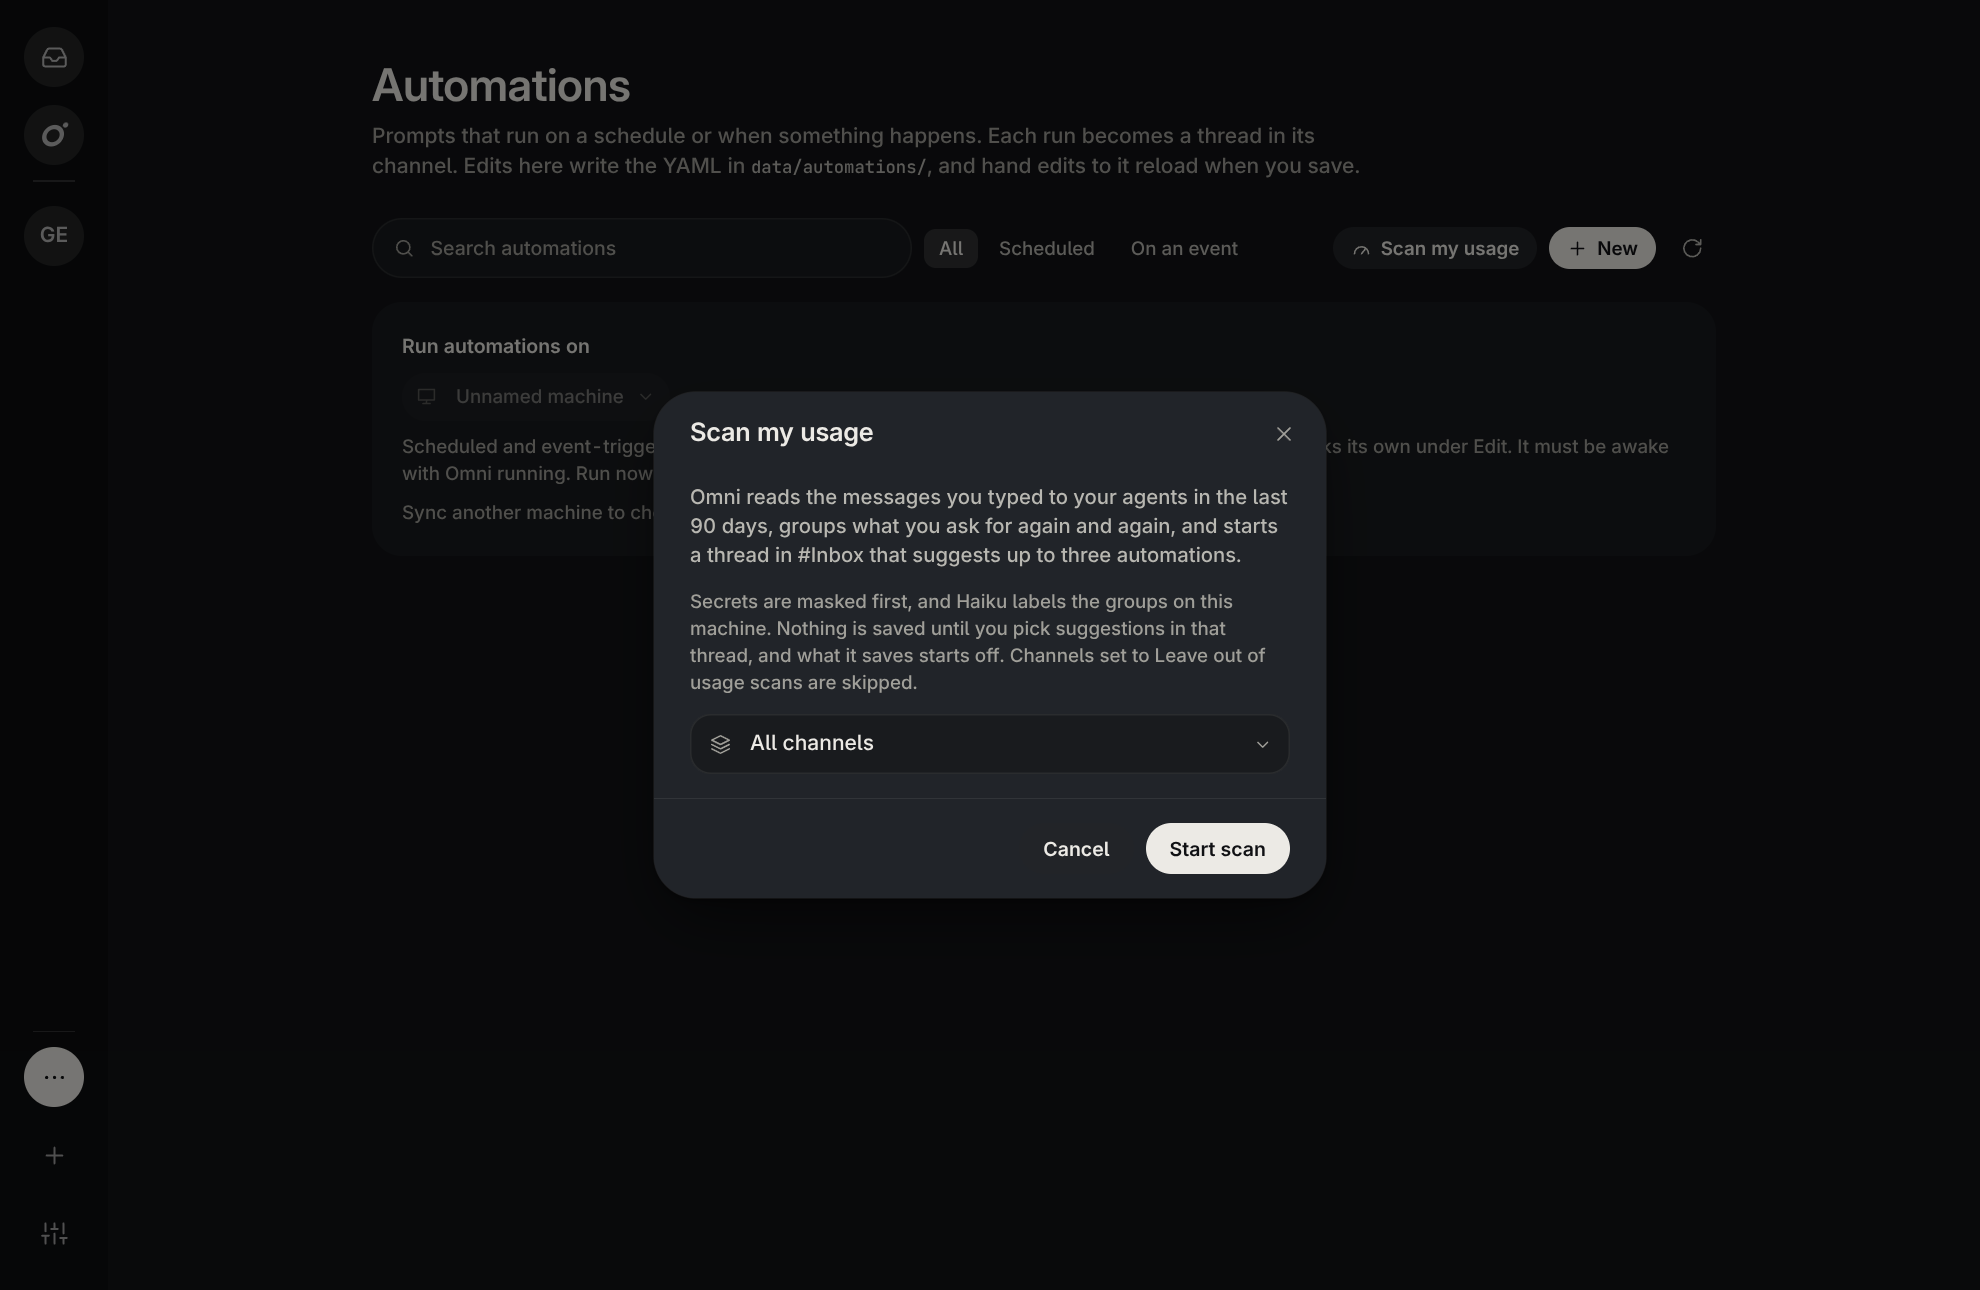 Automations
Prompts that run on a schedule or when something happens. Each run becomes a thread in its
channel. Edits here write the YAML in data/automations/, and hand edits to it reload when you save.
GE
Search automations
All
Scheduled
On an event
Scan my usage
New
Run automations on
Unnamed machine
Scheduled and event-trigge
ks its own under Edit. It must be awake
with Omni running. Run now
Sync another machine to ch
Scan my usage
Omni reads the messages you typed to your agents in the last
90 days, groups what you ask for again and again, and starts
a thread in #Inbox that suggests up to three automations.
Secrets are masked first, and Haiku labels the groups on this
machine. Nothing is saved until you pick suggestions in that
thread, and what it saves starts off. Channels set to Leave out of
usage scans are skipped.
All channels
Cancel
Start scan